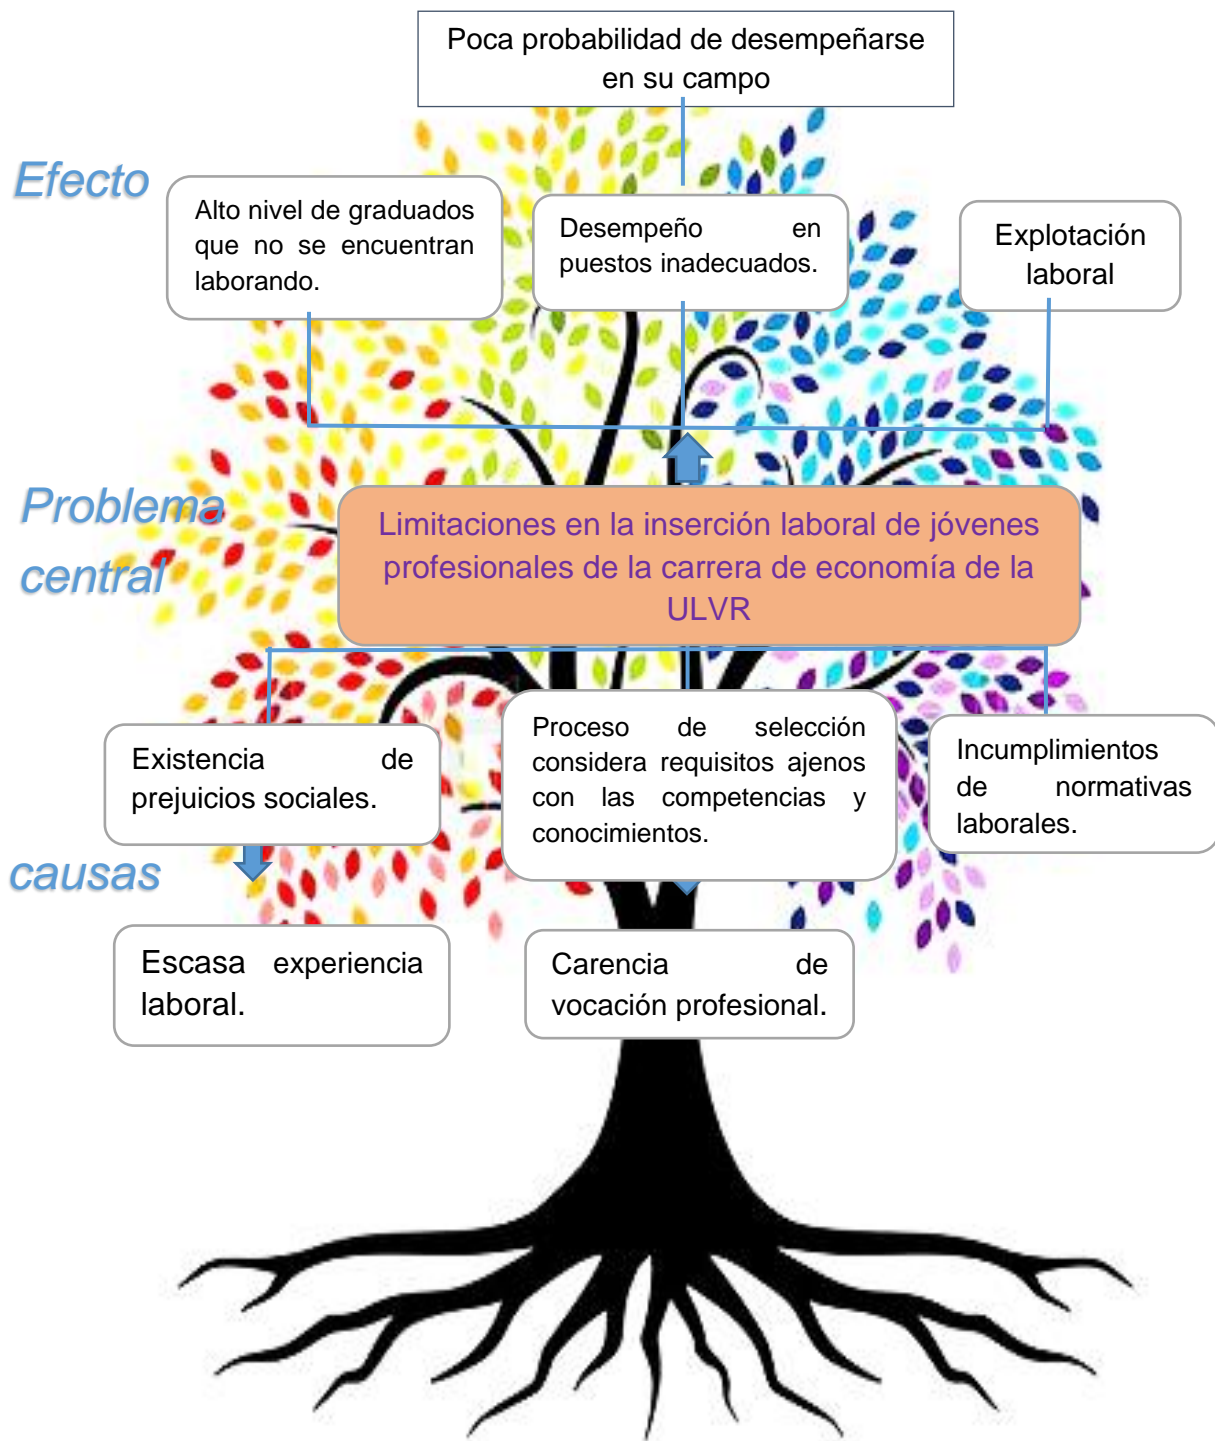 Poca probabilidad de desempeñarse
en su campo
Efecto
Alto nivel de graduados
que no se encuentran
laborando.
Desempeño en
puestos inadecuados.
Explotación
laboral
Problema
central
Limitaciones en la inserción laboral de jóvenes
profesionales de la carrera de economía de la
ULVR
Existencia de
prejuicios sociales.
Proceso de selección
considera requisitos ajenos
con las competencias y
conocimientos.
Incumplimientos
de normativas
laborales.
causas
Escasa experiencia
laboral.
Carencia de
vocación profesional.